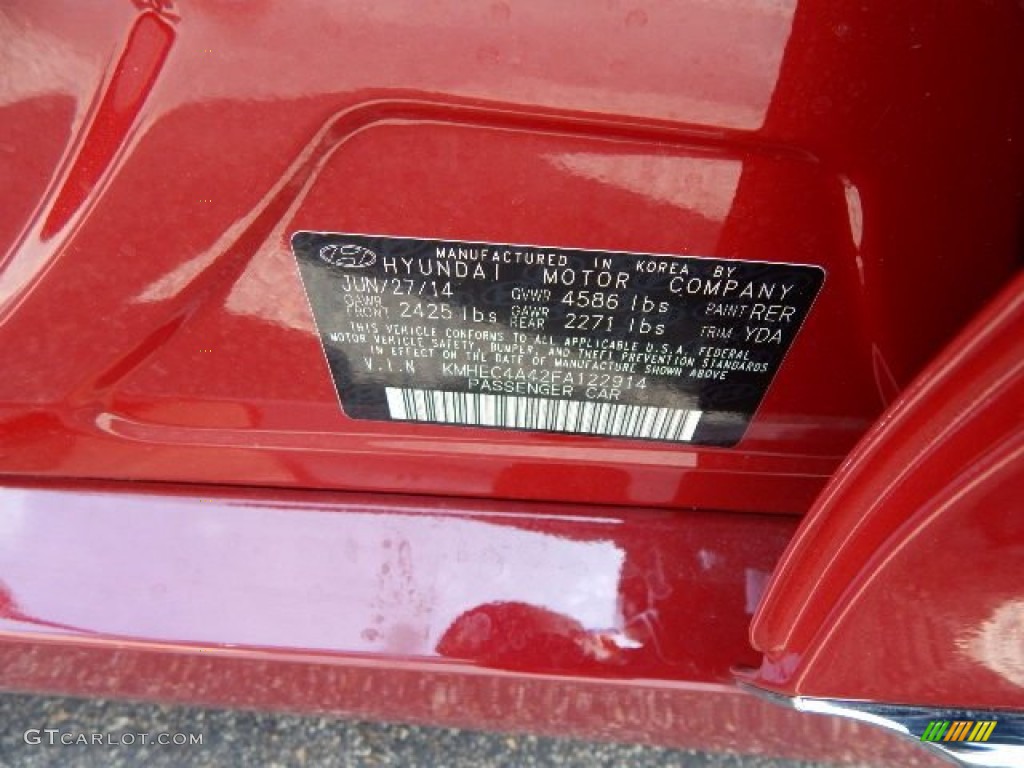 MANUFACTURED IN KOREA BY
HYUNDAI MOTOR COMPANY
JUN/27/14 GVWR 4586 lbs PAINT RER
GAWR FRONT 2425 lbs GAWR REAR 2271 lbs TRIM YDA
THIS VEHICLE CONFORMS TO ALL APPLICABLE U.S.A. FEDERAL
MOTOR VEHICLE SAFETY, BUMPER, AND THEFT PREVENTION STANDARDS
IN EFFECT ON THE DATE OF MANUFACTURE SHOWN ABOVE
V.I.N KMHEC4A42FA122914
PASSENGER CAR
GTCARLOT.COM